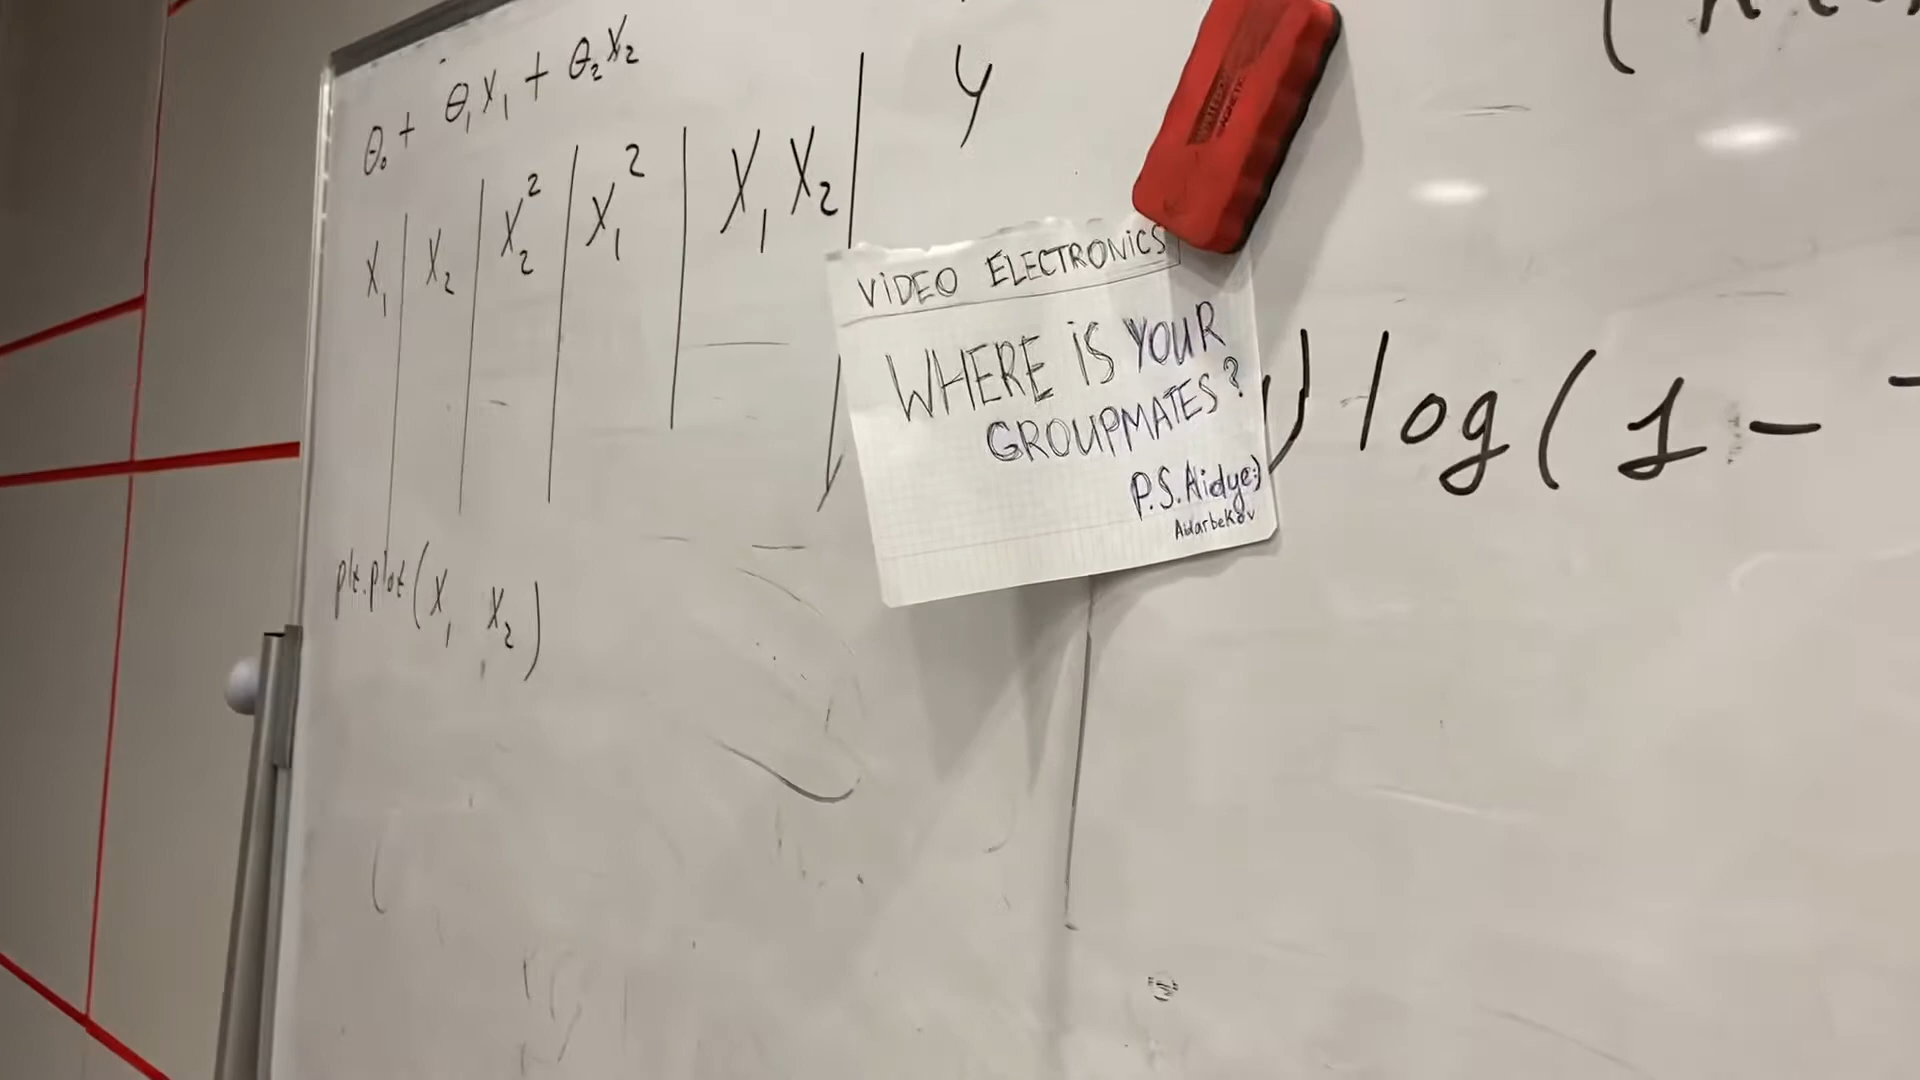 θ₀ + θ₁X₁ + θ₂X₂
X₁ | X₂ | X₂² | X₁² | X₁X₂ | y
plt.plot(X₁, X₂)
VIDEO ELECTRONICS
WHERE IS YOUR
GROUPMATES?
P.S. Aidye:)
Aidarbekov
) log( 1 -